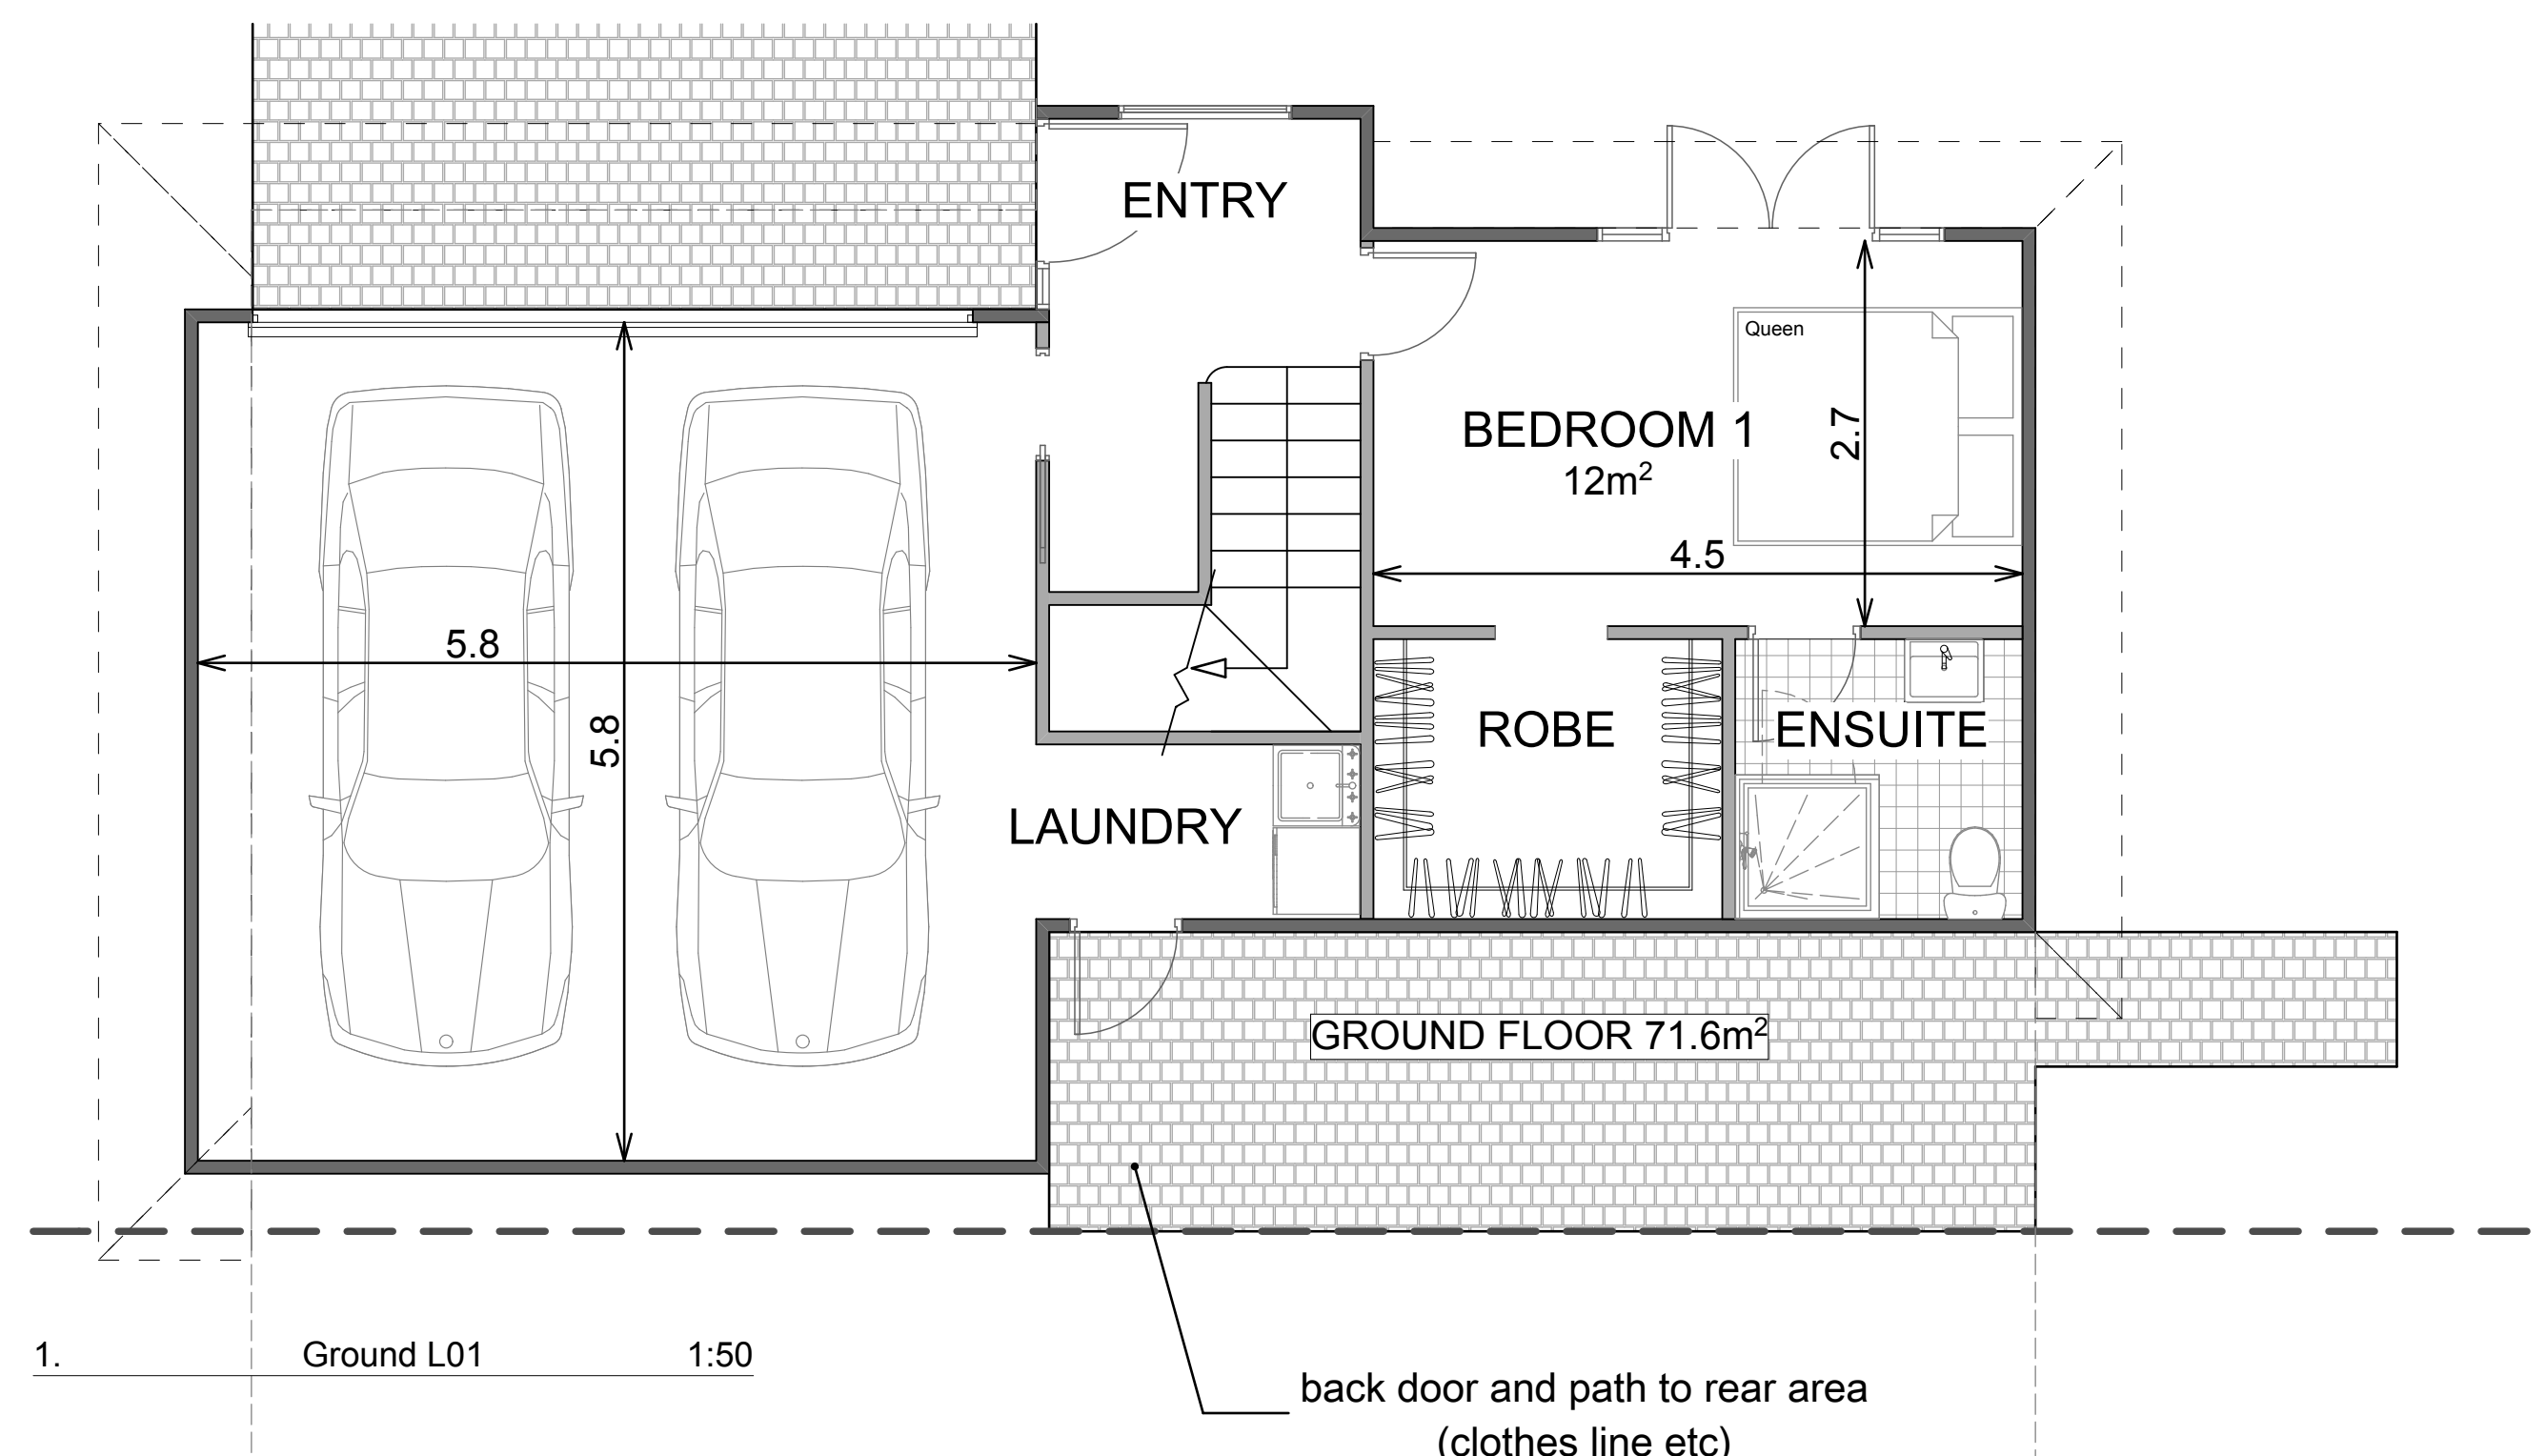 ENTRY
Queen
BEDROOM 1
12m²
2.7
4.5
5.8
5.8
ROBE
ENSUITE
LAUNDRY
GROUND FLOOR 71.6m²
1. Ground L01 1:50
back door and path to rear area
(clothes line etc)